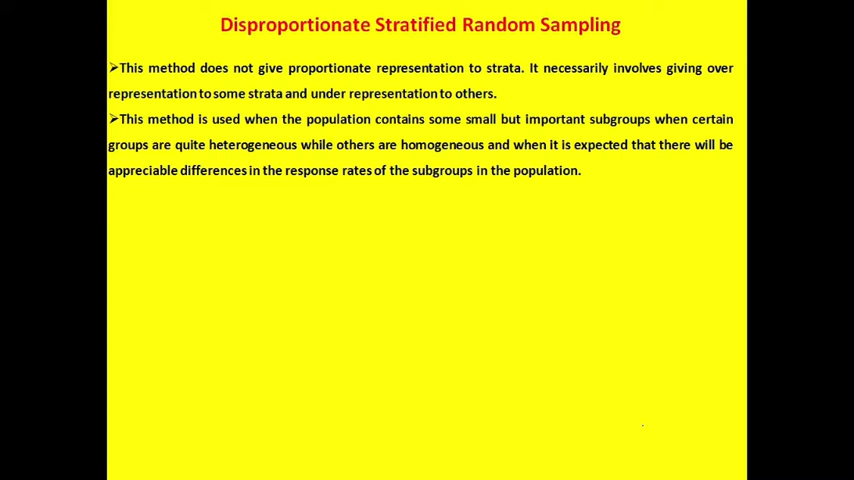 Disproportionate Stratified Random Sampling
➢This method does not give proportionate representation to strata. It necessarily involves giving over
representation to some strata and under representation to others.
➢This method is used when the population contains some small but important subgroups when certain
groups are quite heterogeneous while others are homogeneous and when it is expected that there will be
appreciable differences in the response rates of the subgroups in the population.